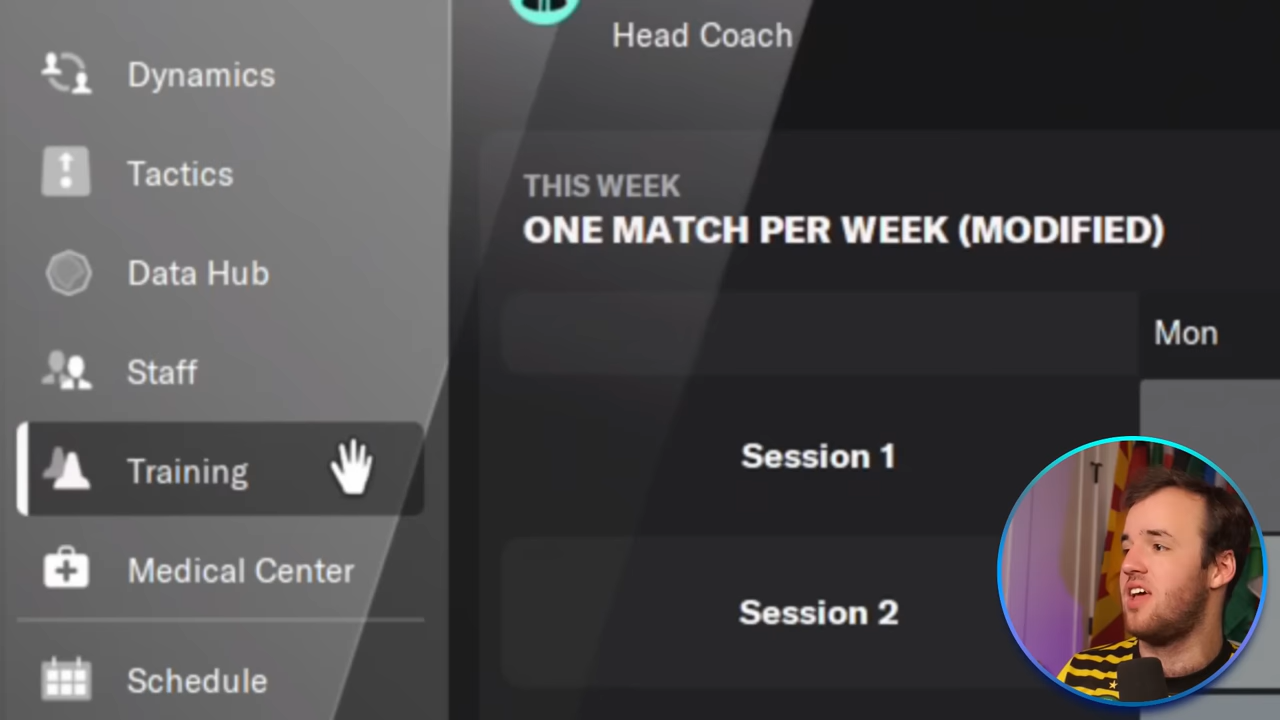 Head Coach
Dynamics
Tactics
Data Hub
Staff
Training
Medical Center
Schedule
THIS WEEK
ONE MATCH PER WEEK (MODIFIED)
Mon
Session 1
Session 2